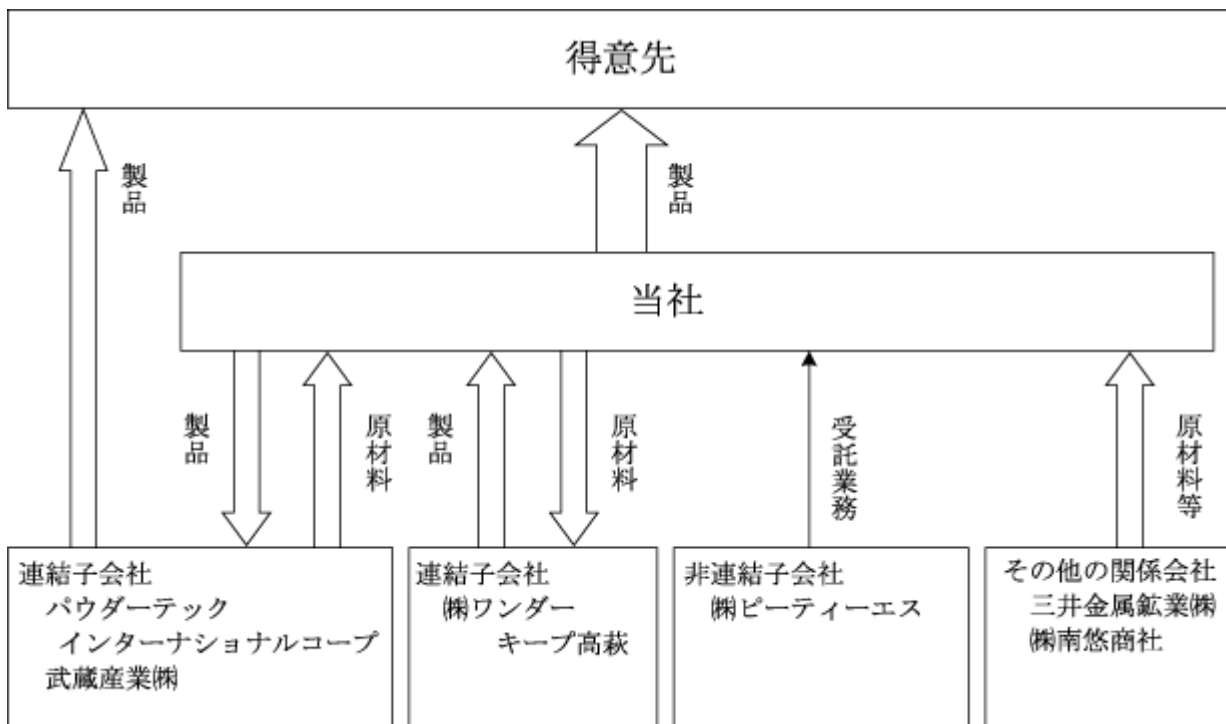 得意先
製品
製品
当社
製品
原材料
製品
原材料
受託業務
原材料等
連結子会社
パウダーテック
インターナショナルコープ
武蔵産業㈱
連結子会社
㈱ワンダー
キープ高萩
非連結子会社
㈱ピーティーエス
その他の関係会社
三井金属鉱業㈱
㈱南悠商社